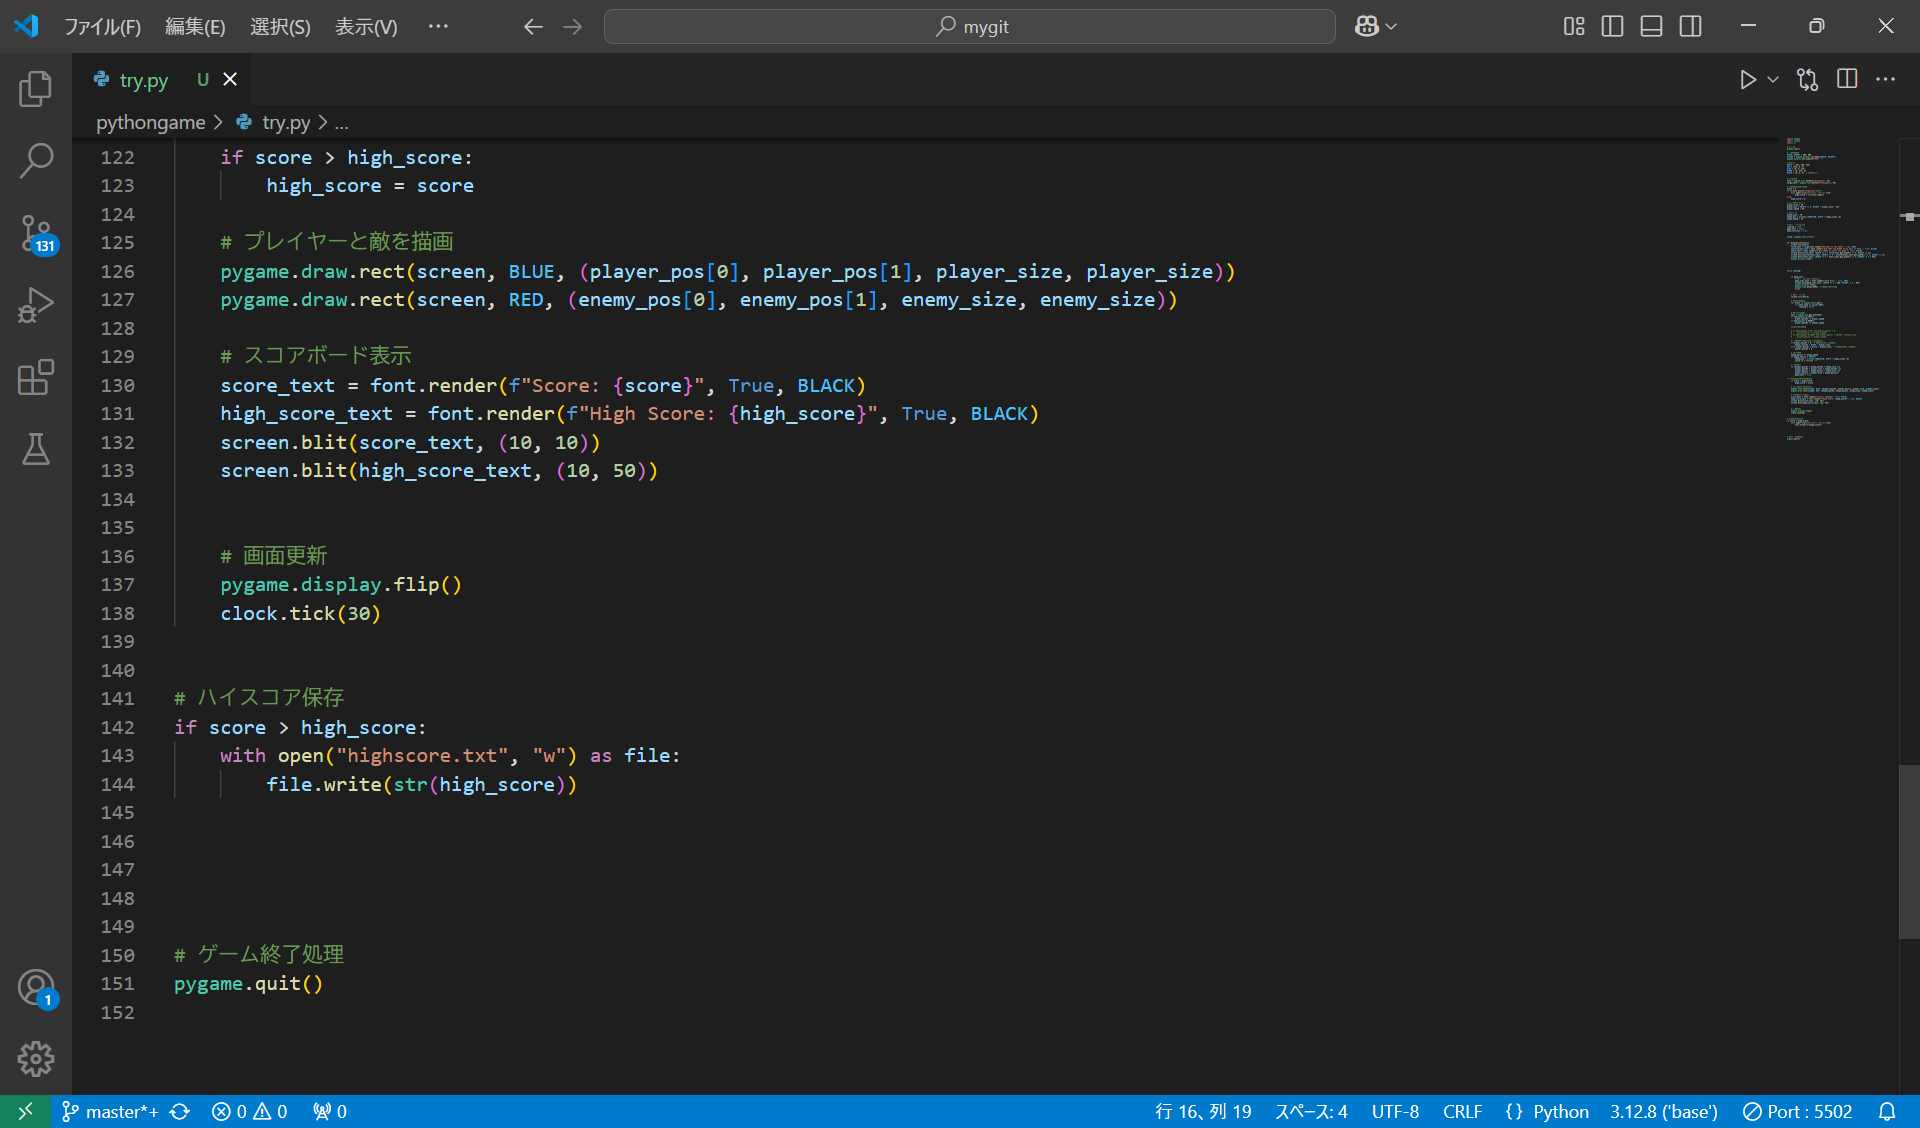 ファイル(F) 編集(E) 選択(S) 表示(V) ··· mygit
try.py U
pythongame > try.py > ...
122 if score > high_score:
123 high_score = score
124
125 # プレイヤーと敵を描画
126 pygame.draw.rect(screen, BLUE, (player_pos[0], player_pos[1], player_size, player_size))
127 pygame.draw.rect(screen, RED, (enemy_pos[0], enemy_pos[1], enemy_size, enemy_size))
128
129 # スコアボード表示
130 score_text = font.render(f"Score: {score}", True, BLACK)
131 high_score_text = font.render(f"High Score: {high_score}", True, BLACK)
132 screen.blit(score_text, (10, 10))
133 screen.blit(high_score_text, (10, 50))
134
135
136 # 画面更新
137 pygame.display.flip()
138 clock.tick(30)
139
140
141 # ハイスコア保存
142 if score > high_score:
143 with open("highscore.txt", "w") as file:
144 file.write(str(high_score))
145
146
147
148
149
150 # ゲーム終了処理
151 pygame.quit()
152
131
1
master*+ 0 0 0 行 16、列 19 スペース: 4 UTF-8 CRLF {} Python 3.12.8 ('base') Port : 5502